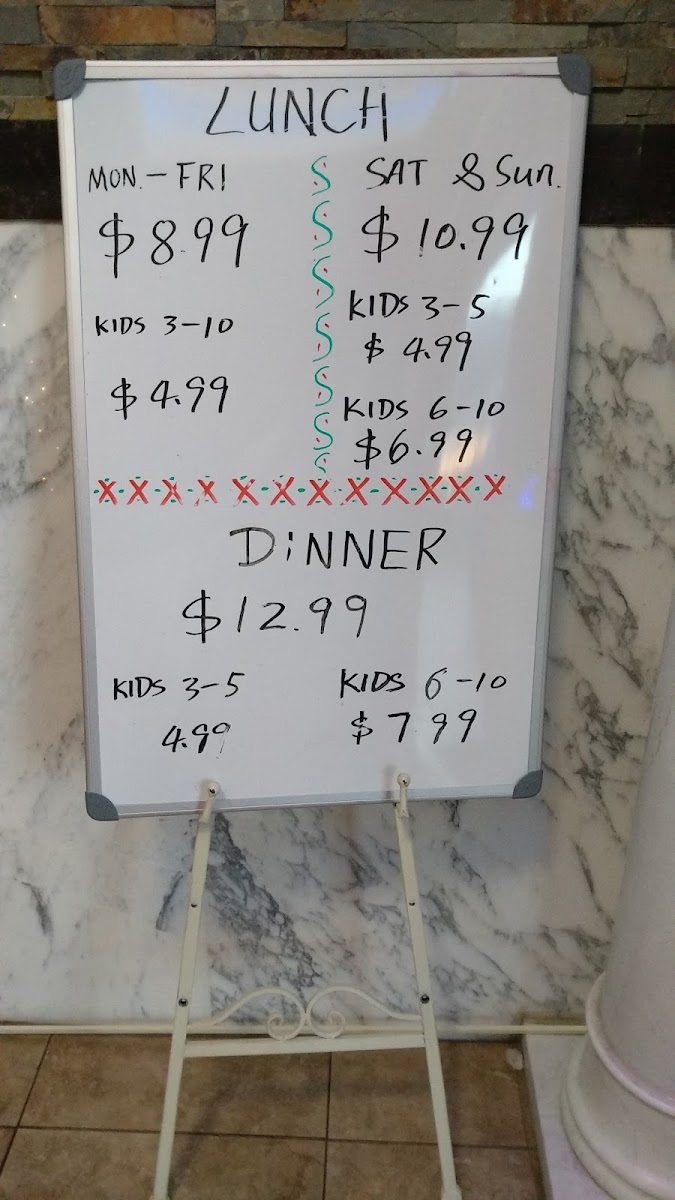 LUNCH
MON. - FRI
$8.99
KIDS 3-10
$4.99
SAT & Sun.
$10.99
KIDS 3-5
$4.99
KIDS 6-10
$6.99
DiNNER
$12.99
KIDS 3-5
4.99
KIDS 6-10
$7.99